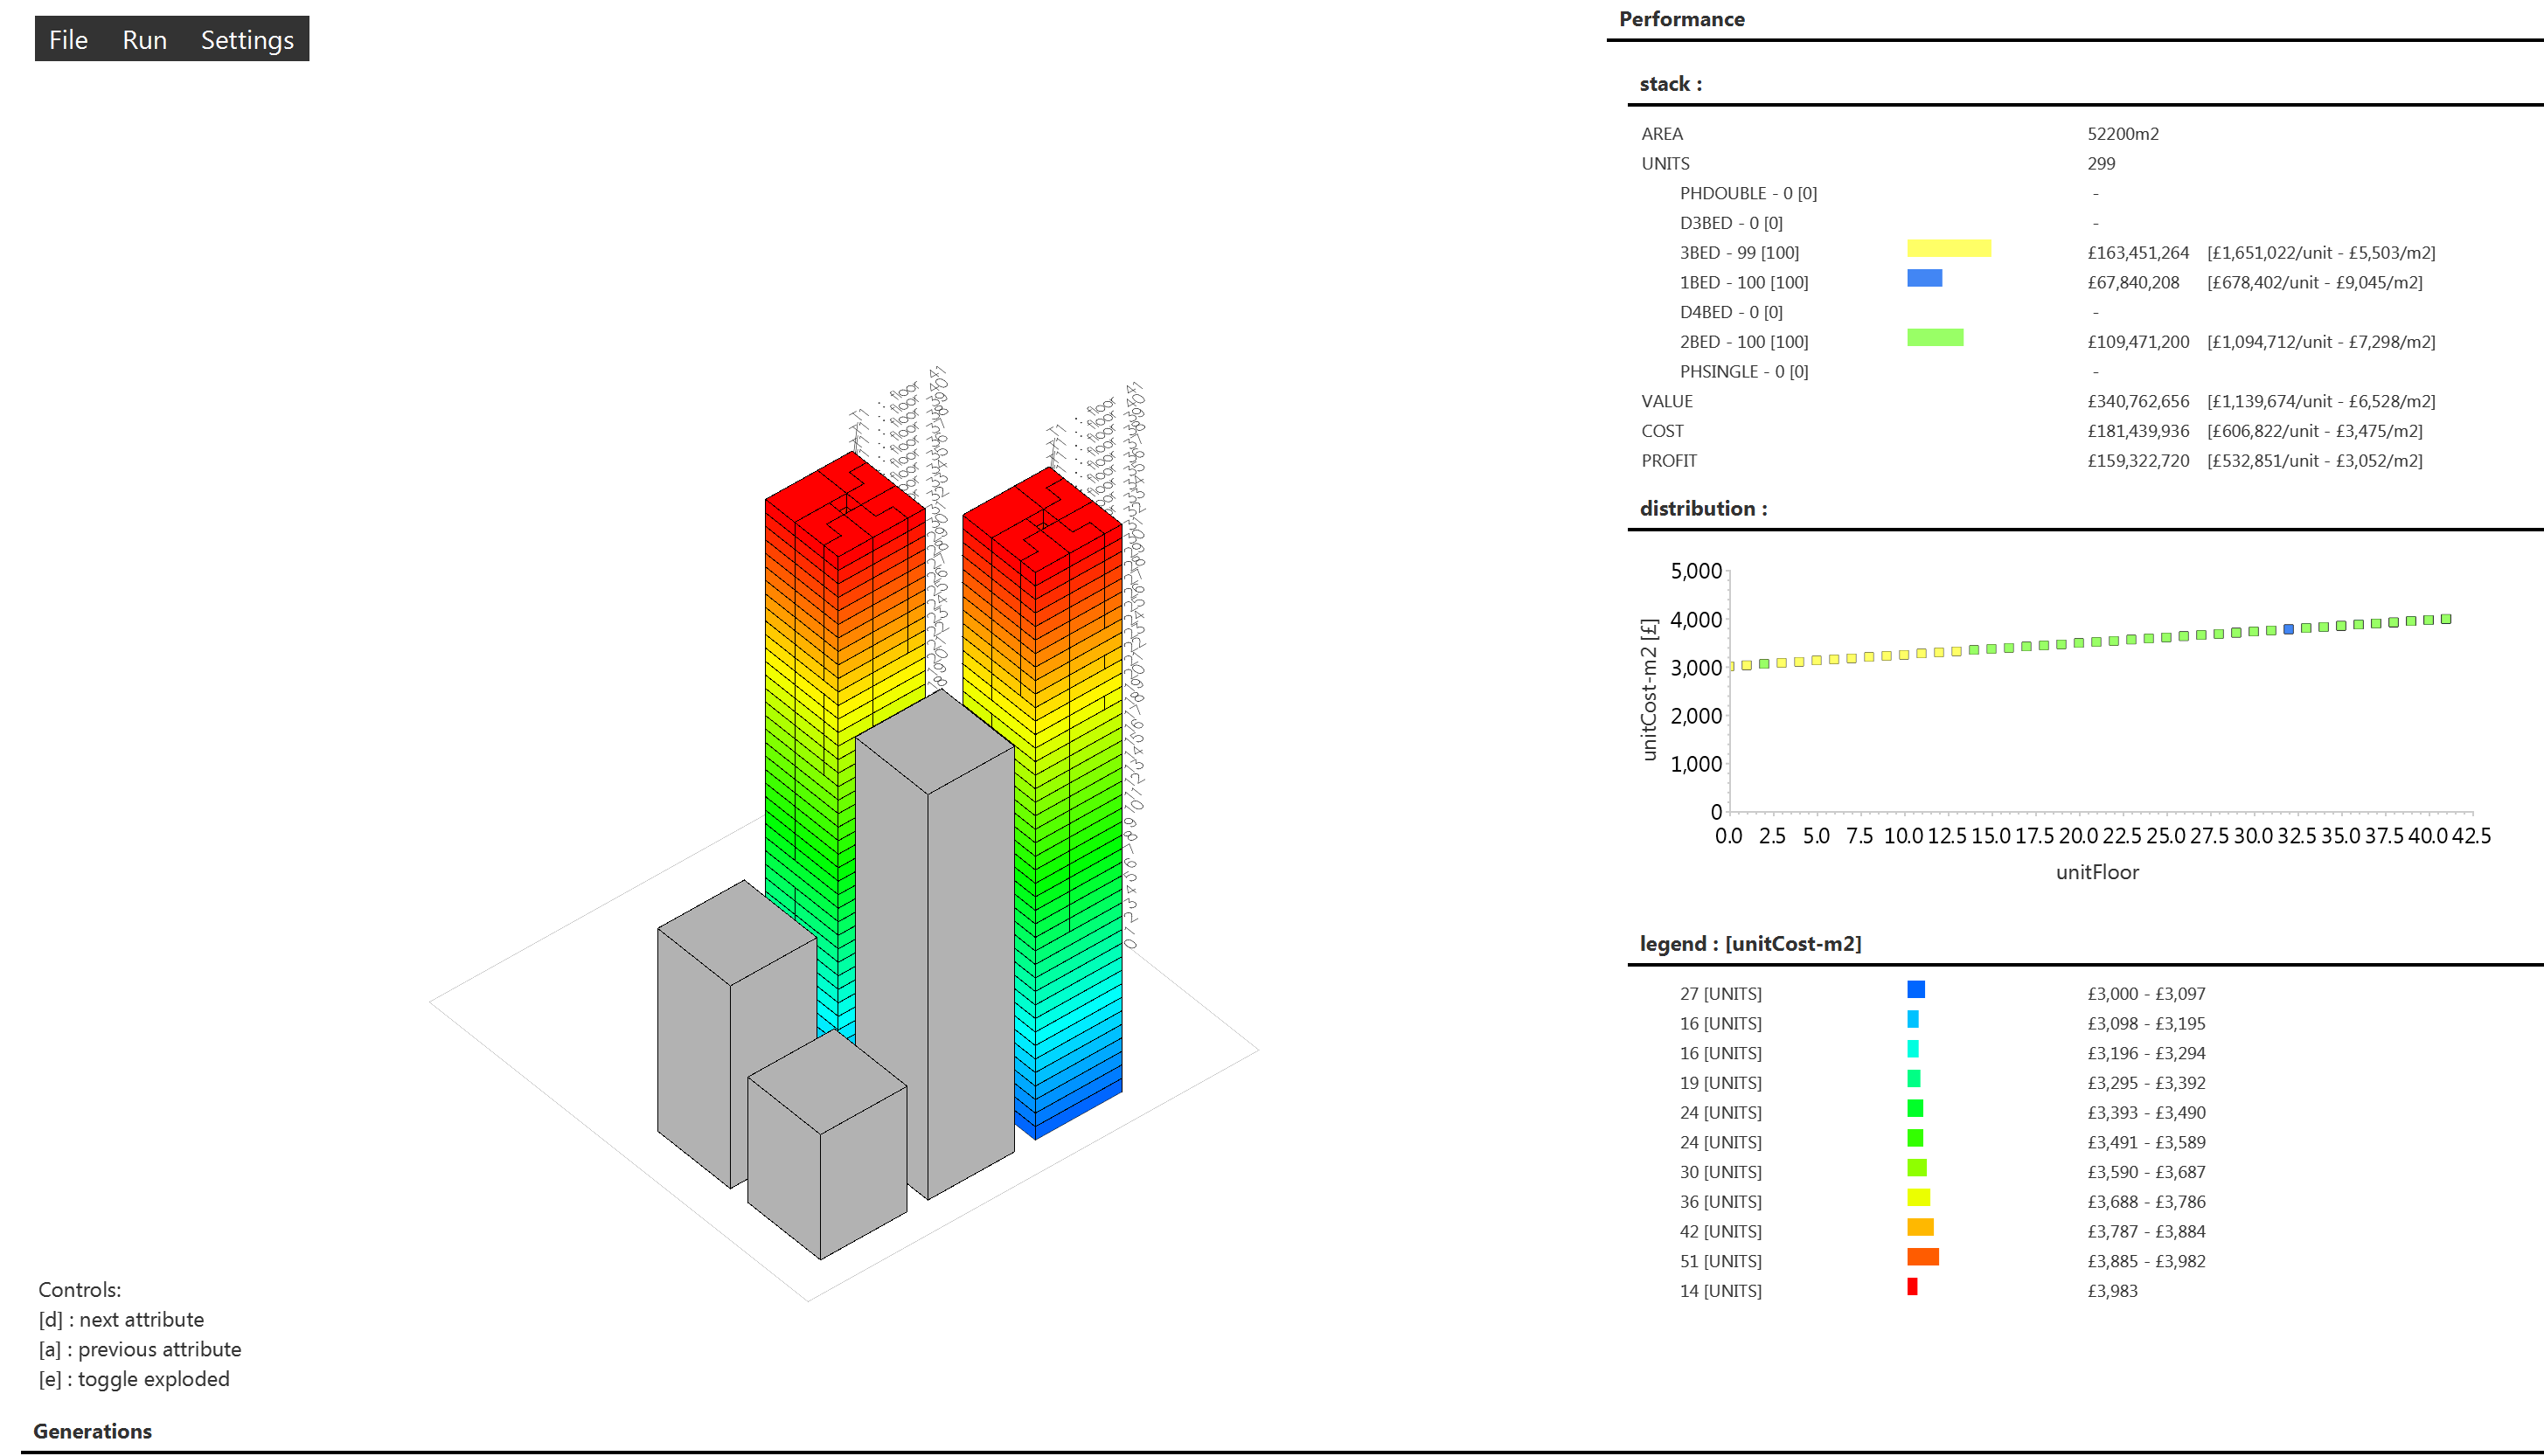 File Run Settings
Performance
stack :
AREA 52200m2
UNITS 299
PHDOUBLE - 0 [0] -
D3BED - 0 [0] -
3BED - 99 [100] £163,451,264 [£1,651,022/unit - £5,503/m2]
1BED - 100 [100] £67,840,208 [£678,402/unit - £9,045/m2]
D4BED - 0 [0] -
2BED - 100 [100] £109,471,200 [£1,094,712/unit - £7,298/m2]
PHSINGLE - 0 [0] -
VALUE £340,762,656 [£1,139,674/unit - £6,528/m2]
COST £181,439,936 [£606,822/unit - £3,475/m2]
PROFIT £159,322,720 [£532,851/unit - £3,052/m2]
distribution :
unitCost-m2 [£]
5,000
4,000
3,000
2,000
1,000
0
0.0 2.5 5.0 7.5 10.0 12.5 15.0 17.5 20.0 22.5 25.0 27.5 30.0 32.5 35.0 37.5 40.0 42.5
unitFloor
legend : [unitCost-m2]
27 [UNITS] £3,000 - £3,097
16 [UNITS] £3,098 - £3,195
16 [UNITS] £3,196 - £3,294
19 [UNITS] £3,295 - £3,392
24 [UNITS] £3,393 - £3,490
24 [UNITS] £3,491 - £3,589
30 [UNITS] £3,590 - £3,687
36 [UNITS] £3,688 - £3,786
42 [UNITS] £3,787 - £3,884
51 [UNITS] £3,885 - £3,982
14 [UNITS] £3,983
Controls:
[d] : next attribute
[a] : previous attribute
[e] : toggle exploded
Generations